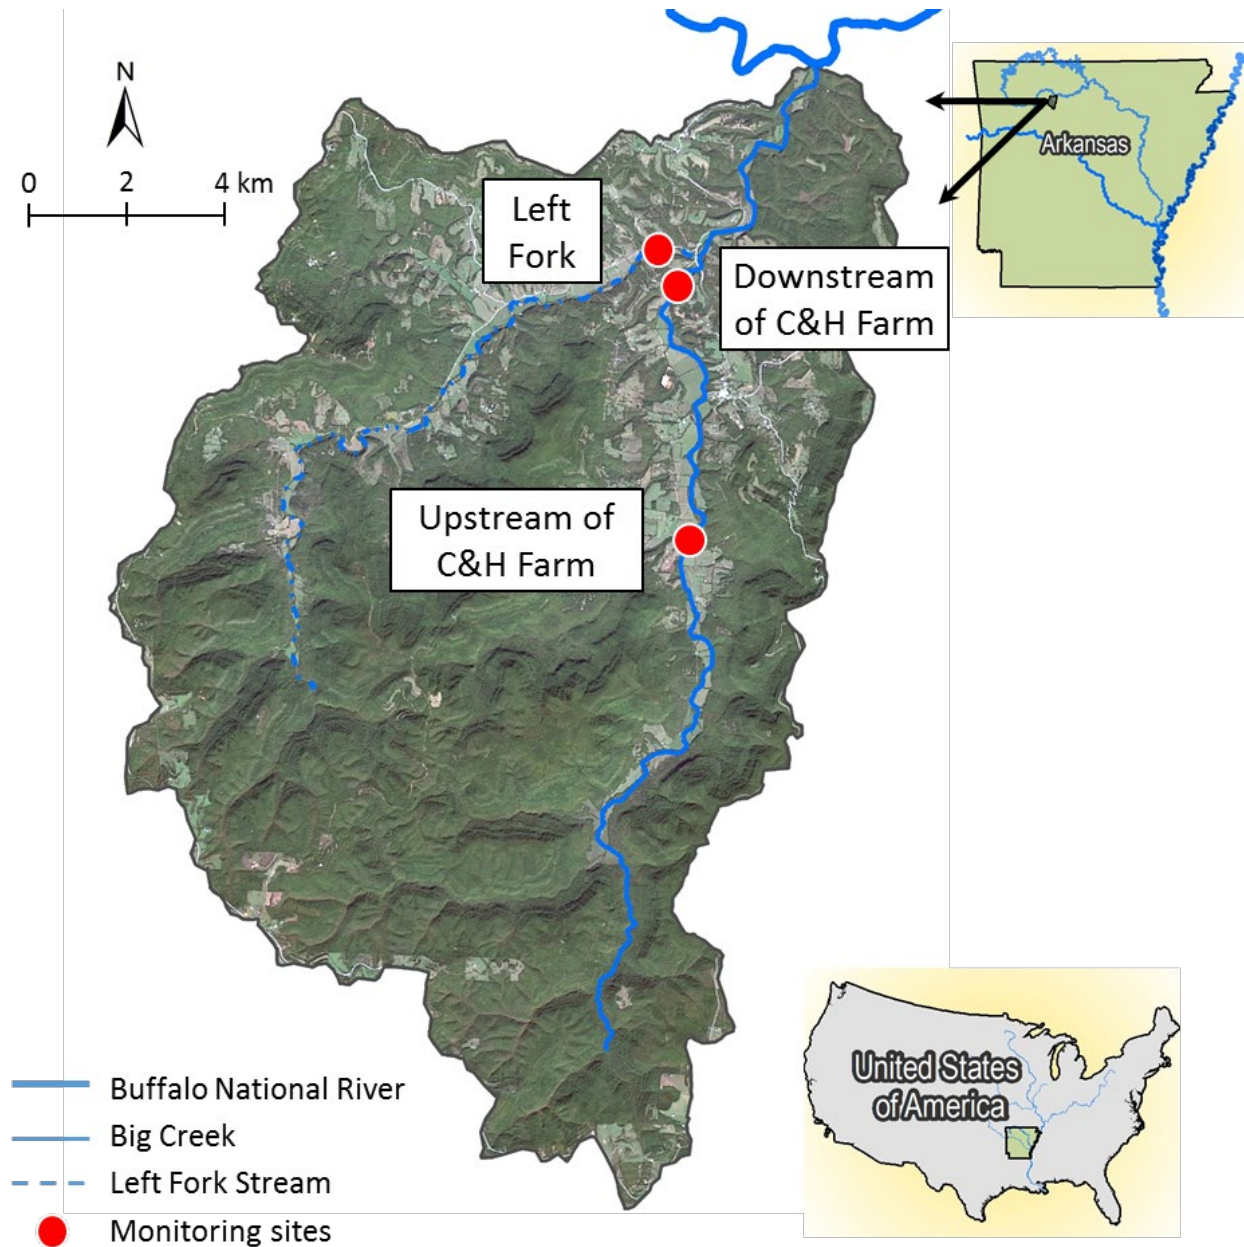 N
0 2 4 km
Left
Fork
Downstream
of C&H Farm
Upstream of
C&H Farm
Arkansas
United States
of America
Buffalo National River
Big Creek
Left Fork Stream
Monitoring sites